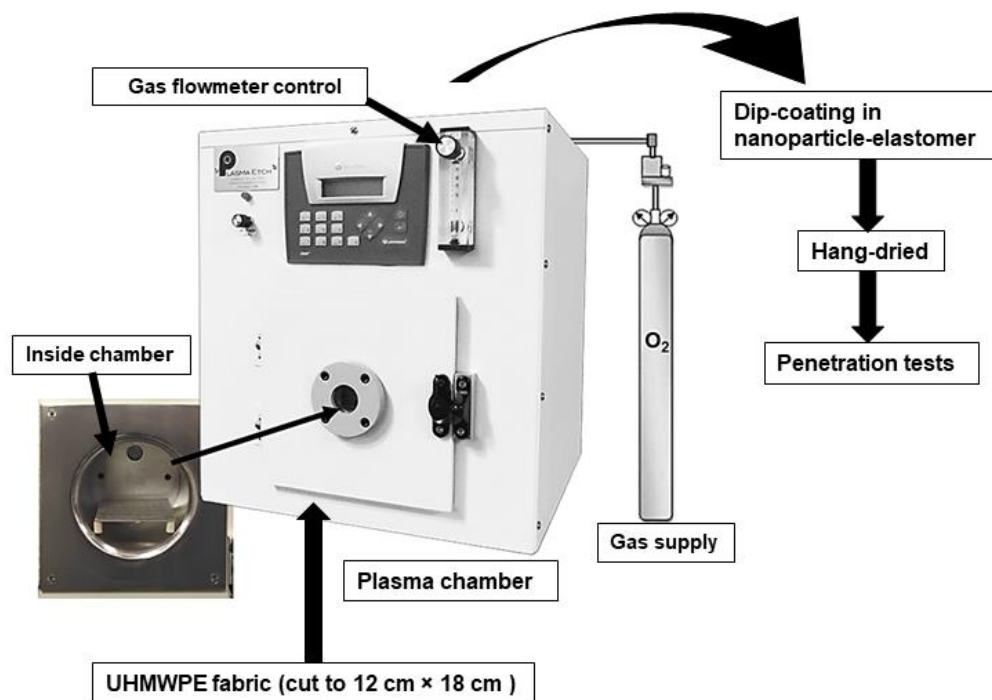 Gas flowmeter control
Dip-coating in
nanoparticle-elastomer
PLASMA ETCH
Hang-dried
O2
Inside chamber
Penetration tests
Gas supply
Plasma chamber
UHMWPE fabric (cut to 12 cm × 18 cm )